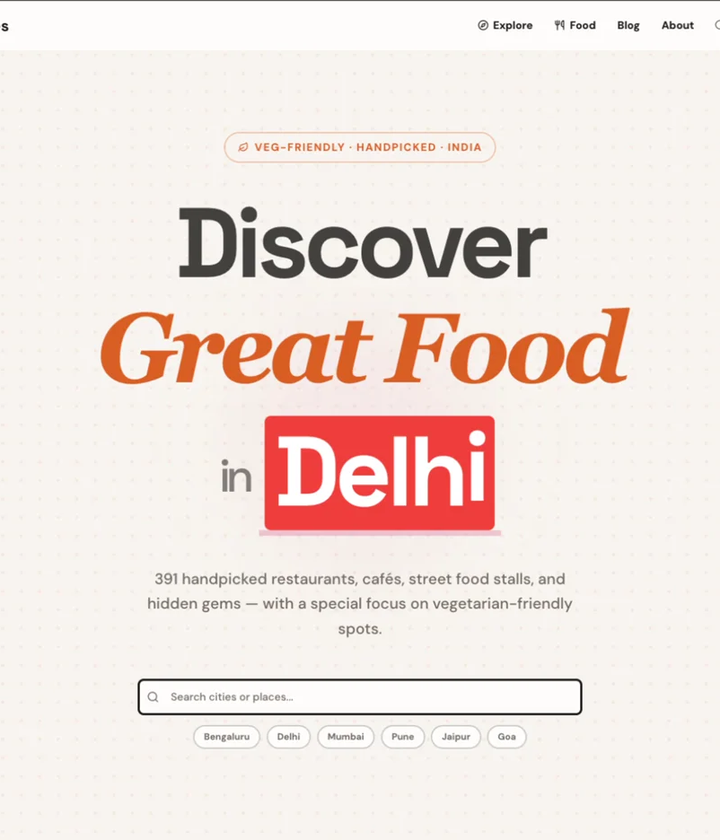 Explore Food Blog About
VEG-FRIENDLY · HANDPICKED · INDIA
Discover
Great Food
in Delhi
391 handpicked restaurants, cafés, street food stalls, and
hidden gems — with a special focus on vegetarian-friendly
spots.
Search cities or places...
Bengaluru Delhi Mumbai Pune Jaipur Goa